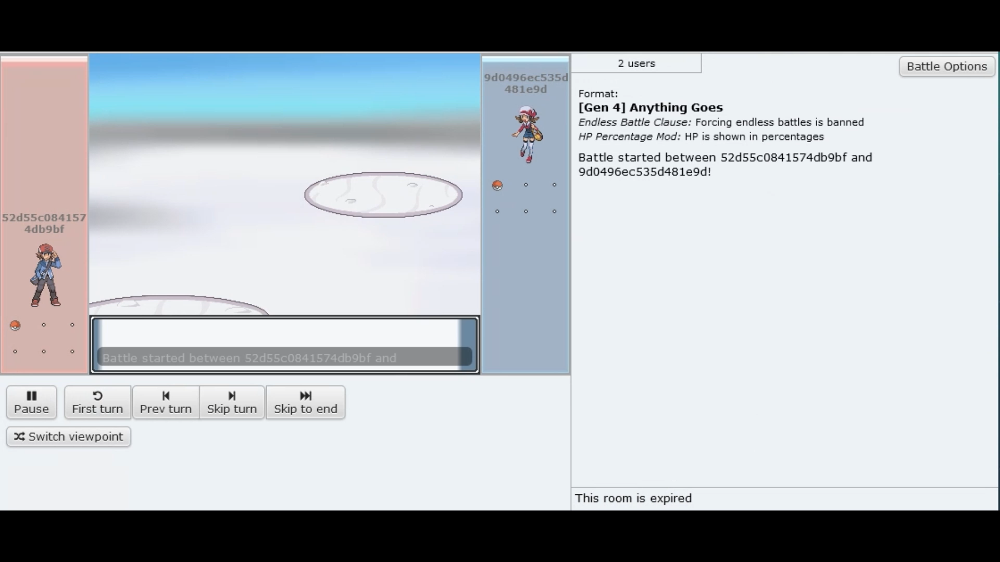 52d55c084157
4db9bf
Battle started between 52d55c0841574db9bf and
9d0496ec535d
481e9d
Pause
First turn
Prev turn
Skip turn
Skip to end
Switch viewpoint
2 users
Battle Options
Format:
[Gen 4] Anything Goes
Endless Battle Clause: Forcing endless battles is banned
HP Percentage Mod: HP is shown in percentages
Battle started between 52d55c0841574db9bf and
9d0496ec535d481e9d!
This room is expired